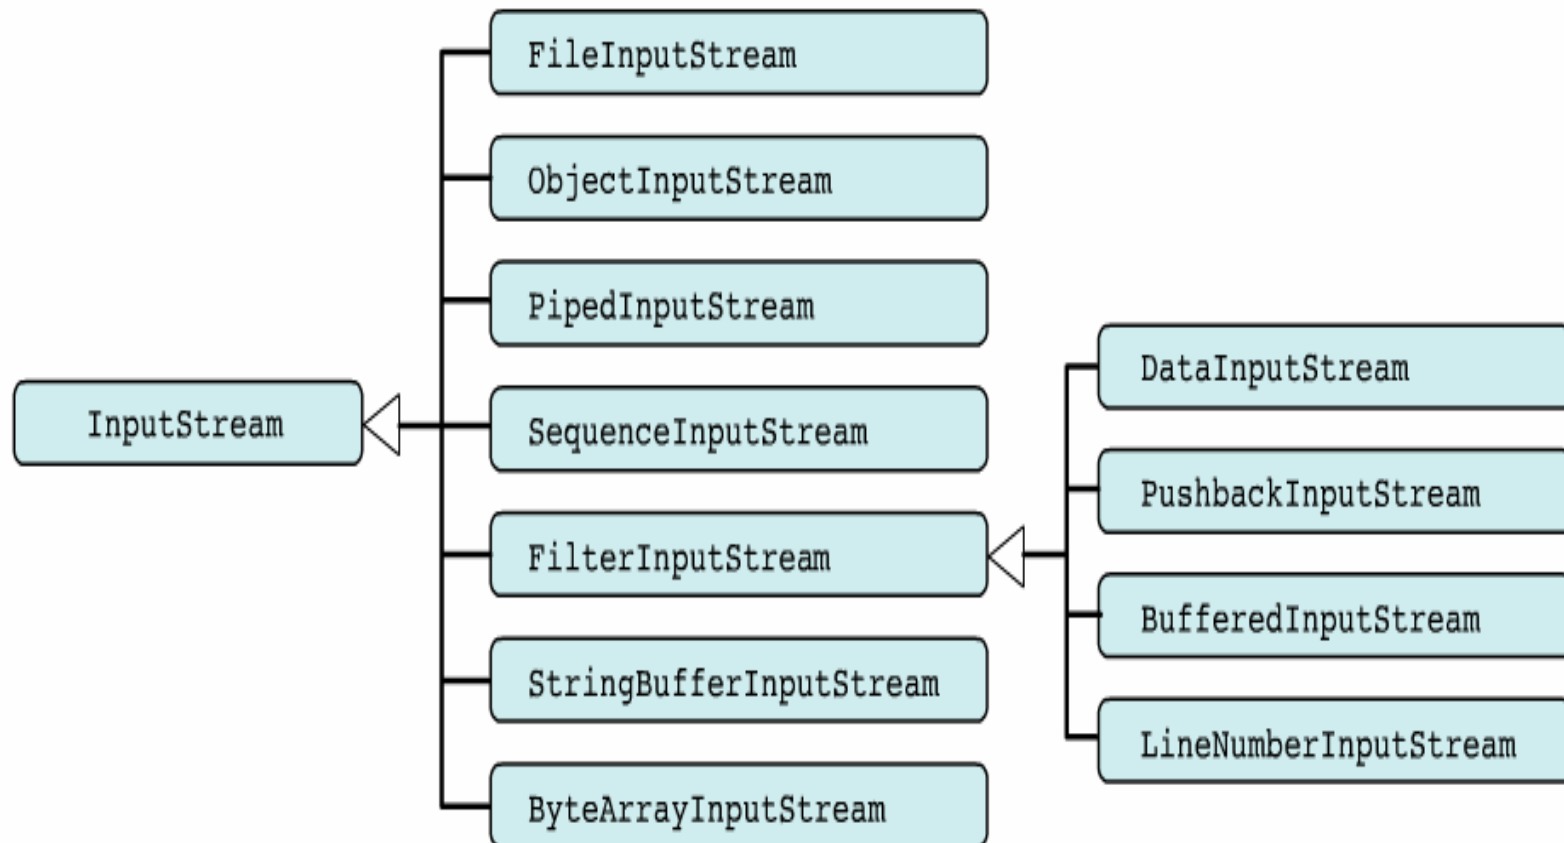 FileInputStream
ObjectInputStream
PipedInputStream
InputStream
SequenceInputStream
FilterInputStream
StringBufferInputStream
ByteArrayInputStream
DataInputStream
PushbackInputStream
BufferedInputStream
LineNumberInputStream